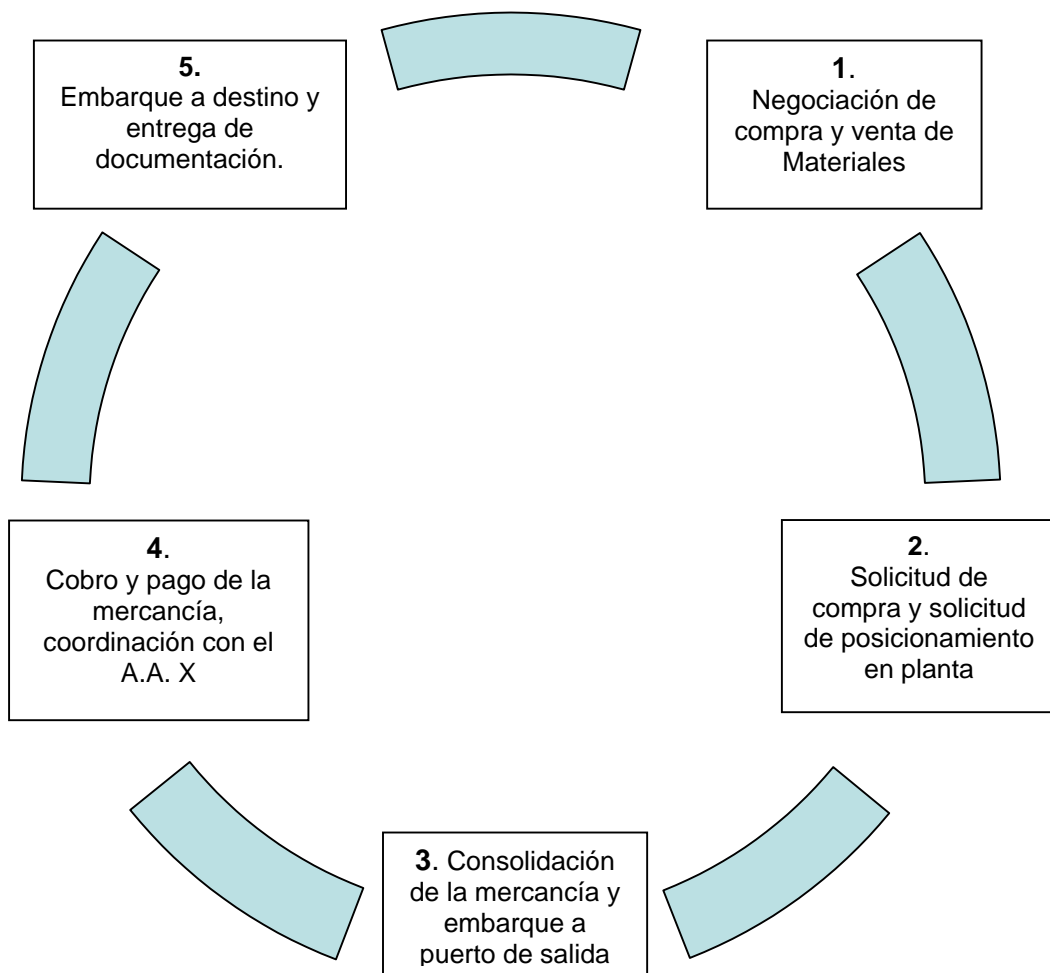 1.
Negociación de
compra y venta de
Materiales
2.
Solicitud de
compra y solicitud
de posicionamiento
en planta
3. Consolidación
de la mercancía y
embarque a
puerto de salida
4.
Cobro y pago de la
mercancía,
coordinación con el
A.A. X
5.
Embarque a destino y
entrega de
documentación.